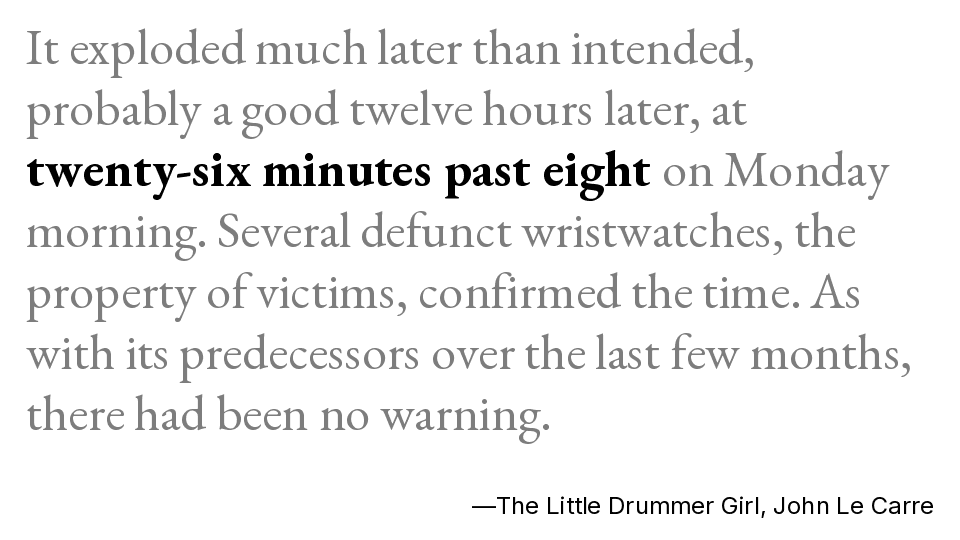 It exploded much later than intended,
probably a good twelve hours later, at
twenty-six minutes past eight on Monday
morning. Several defunct wristwatches, the
property of victims, confirmed the time. As
with its predecessors over the last few months,
there had been no warning.
—The Little Drummer Girl, John Le Carre